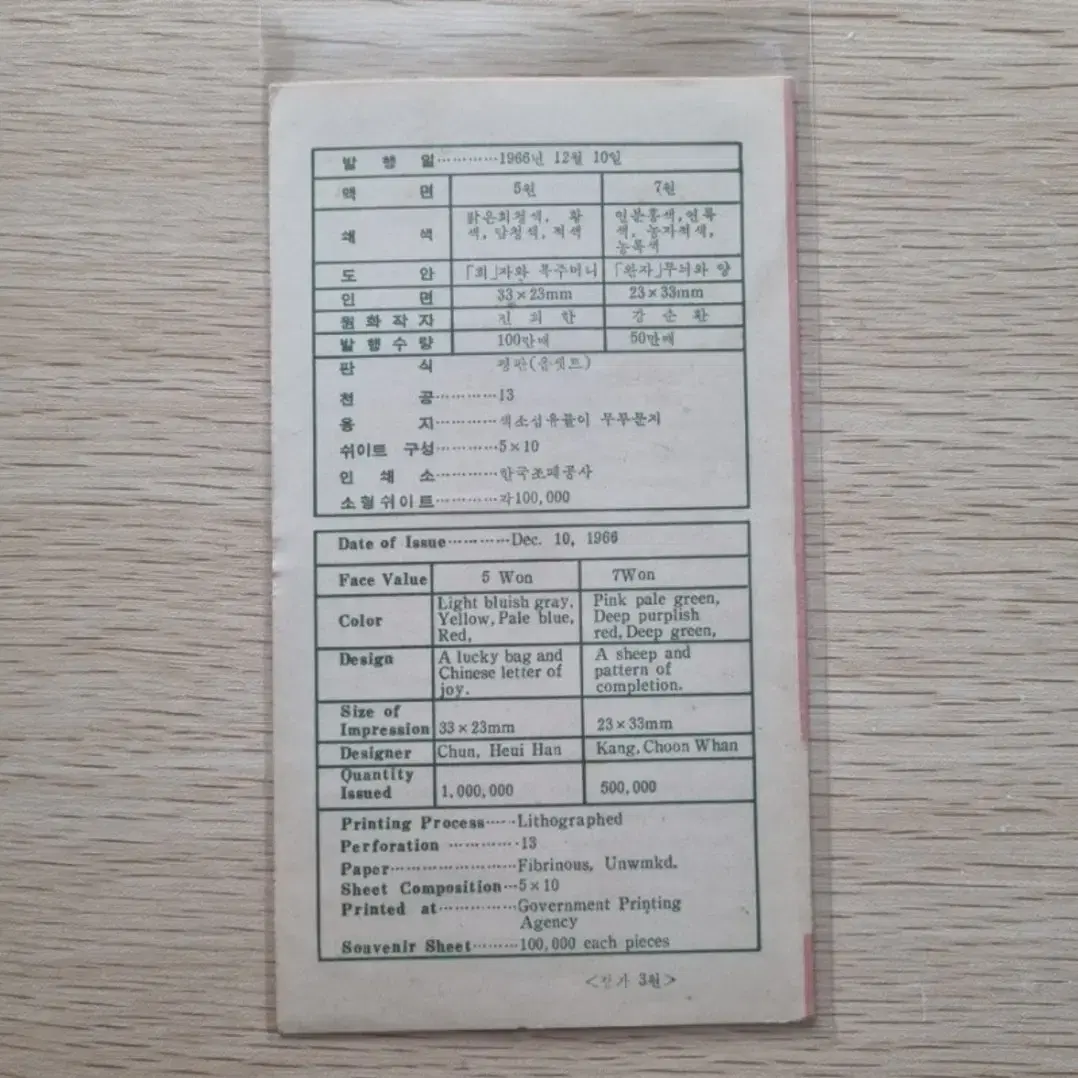 발 행 일…………1966년 12월 10일
액 면 5원 7원
쇄 색 맑은회청색, 황색, 담청색, 적색 연분홍색, 연록색, 농자적색, 농록색
도 안 「희」자와 복주머니 「완자」무늬와 양
인 면 33×23mm 23×33mm
원화작자 전 희 한 강 춘 환
발행수량 100만매 50만매
판 식 평판(옵셋트)
천 공…………13
용 지…………색소섬유들이 무투문지
쉬이트 구성…………5×10
인 쇄 소…………한국조폐공사
소형쉬이트…………각100,000
Date of Issue…………Dec. 10, 1966
Face Value 5 Won 7Won
Color Light bluish gray, Yellow, Pale blue, Red, Pink pale green, Deep purplish red, Deep green,
Design A lucky bag and Chinese letter of joy. A sheep and pattern of completion.
Size of Impression 33×23mm 23×33mm
Designer Chun, Heui Han Kang, Choon Whan
Quantity Issued 1,000,000 500,000
Printing Process……Lithographed
Perforation …………13
Paper……………………Fibrinous, Unwmkd.
Sheet Composition…5×10
Printed at……………Government Printing
Agency
Souvenir Sheet………100,000 each pieces
<정가 3원>